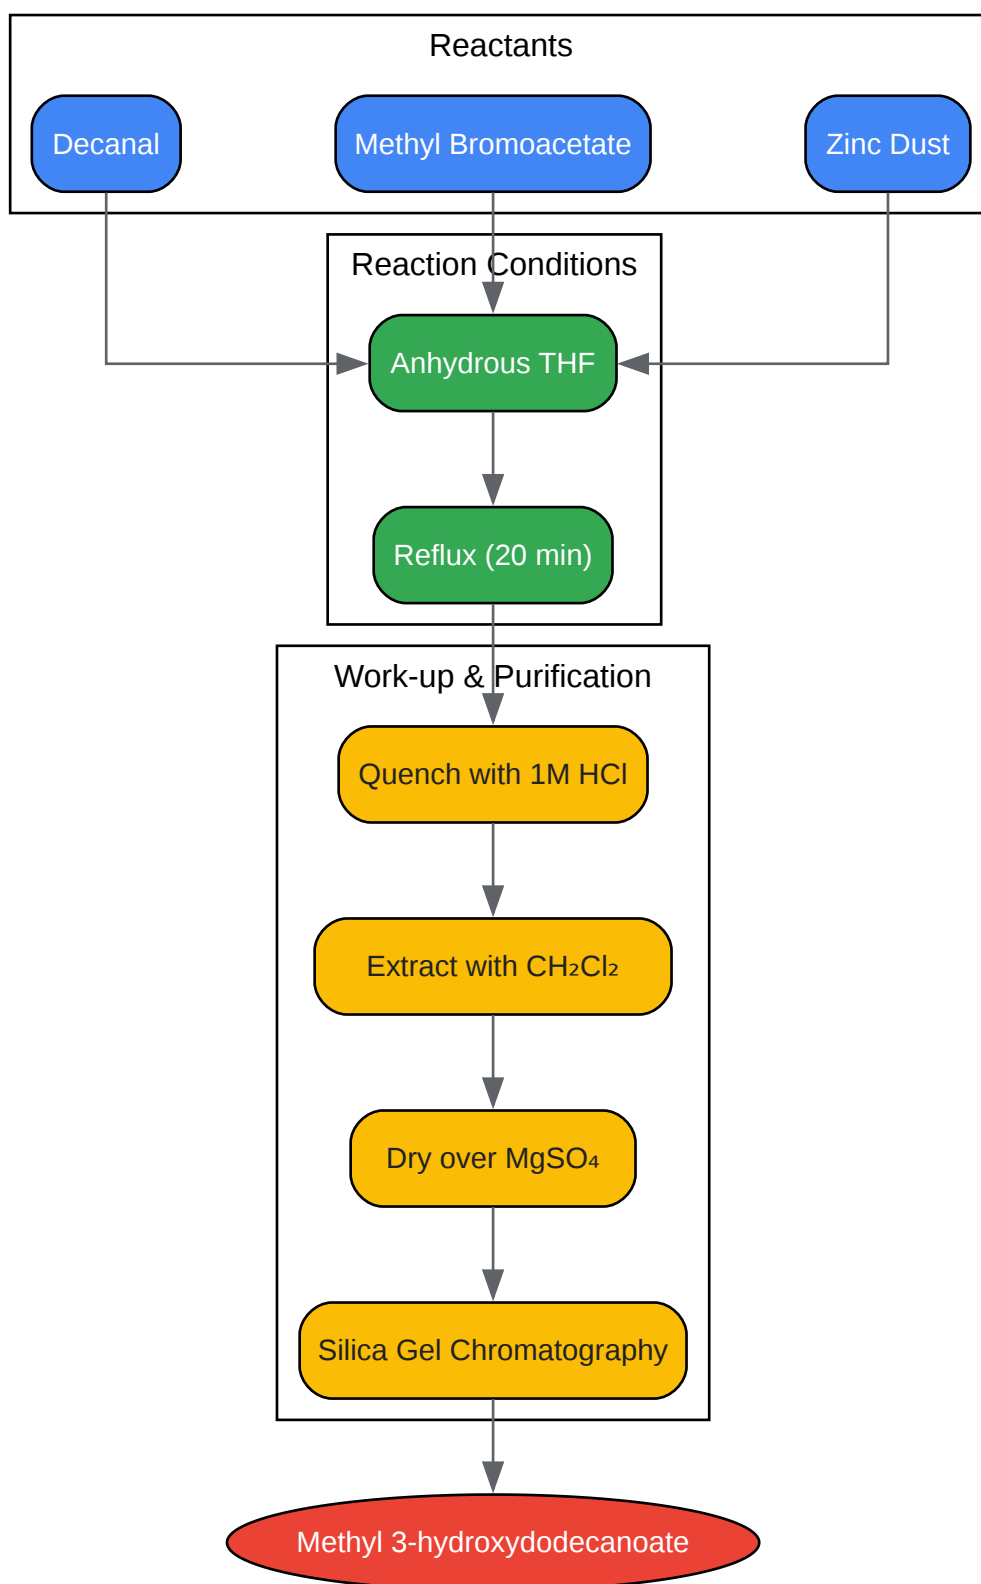 Reactants
Decanal
Methyl Bromoacetate
Zinc Dust
Reaction Conditions
Anhydrous THF
Reflux (20 min)
Work-up & Purification
Quench with 1M HCl
Extract with CH₂Cl₂
Dry over MgSO₄
Silica Gel Chromatography
Methyl 3-hydroxydodecanoate